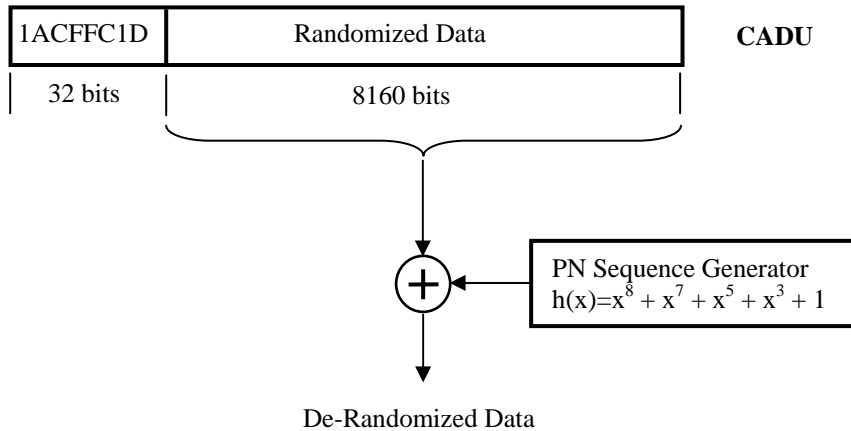 1ACFFC1D Randomized Data CADU
32 bits 8160 bits
+
PN Sequence Generator
h(x)=x⁸ + x⁷ + x⁵ + x³ + 1
De-Randomized Data